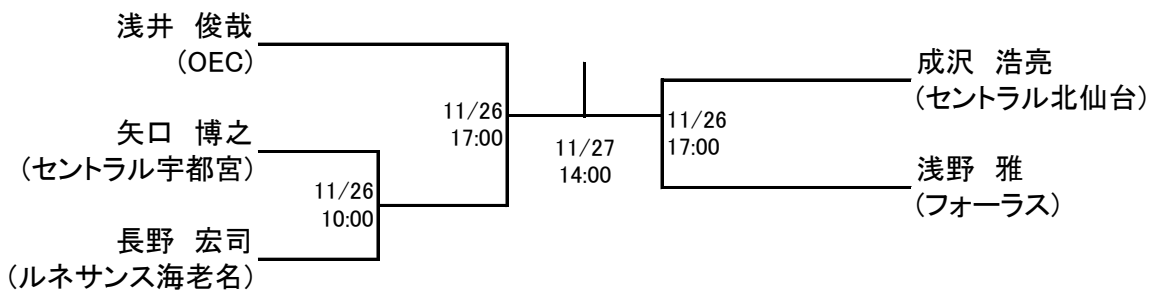 浅井　俊哉
(OEC)
矢口　博之
(セントラル宇都宮)
長野　宏司
(ルネサンス海老名)
11/26
10:00
11/26
17:00
11/27
14:00
11/26
17:00
成沢　浩亮
(セントラル北仙台)
浅野　雅
(フォーラス)